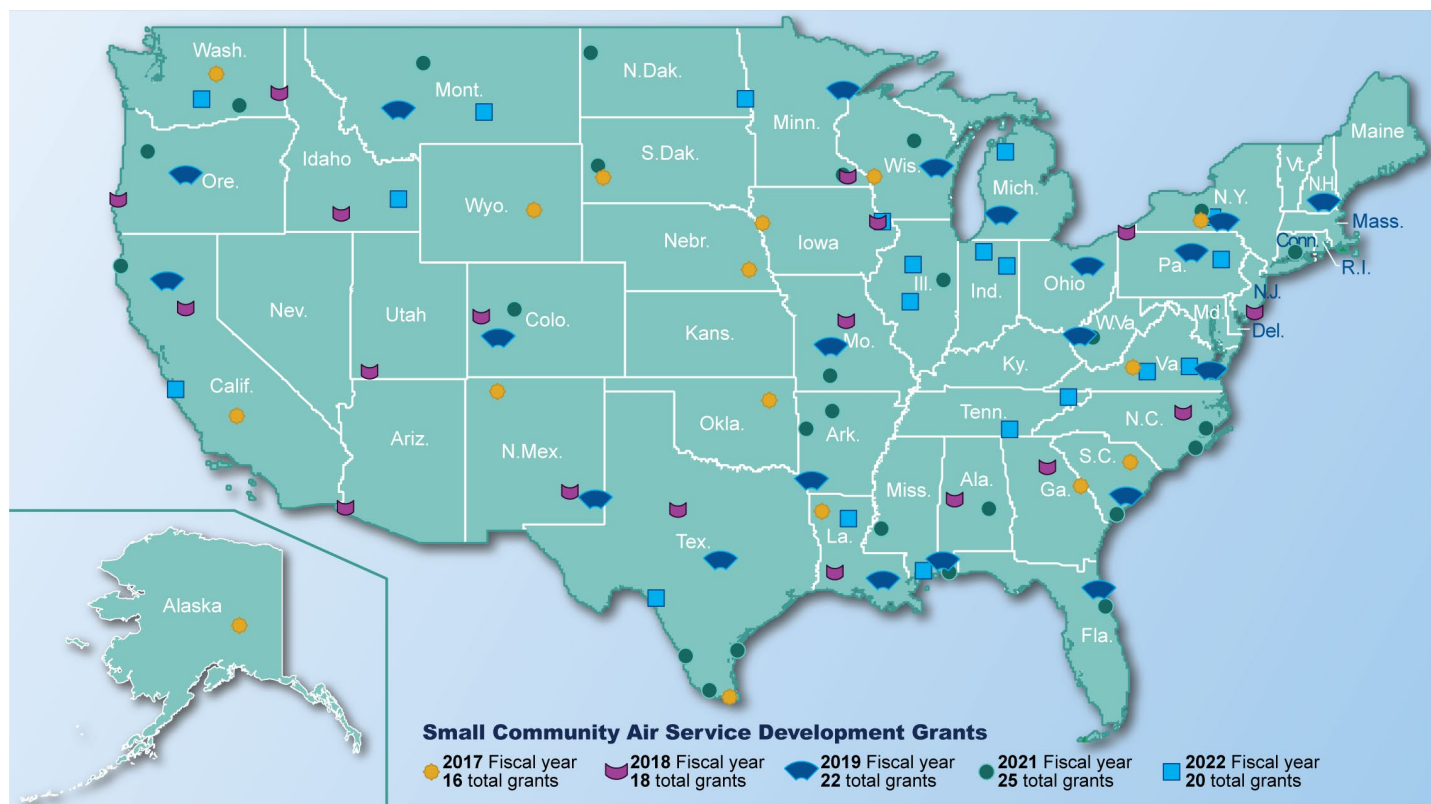 Wash.
Mont.
N.Dak.
Minn.
Maine
Vt.
N.H.
Idaho
S.Dak.
Wis.
Mich.
N.Y.
Ore.
Wyo.
Mass.
Conn.
R.I.
Nebr.
Iowa
Pa.
Ill.
Ind.
Ohio
N.J.
Nev.
Utah
Colo.
Md.
Del.
W.Va.
Kans.
Mo.
Ky.
Va.
Calif.
Tenn.
N.C.
Okla.
Ark.
Ariz.
N.Mex.
S.C.
Miss.
Ala.
Ga.
Tex.
La.
Alaska
Fla.
Small Community Air Service Development Grants
2017 Fiscal year
16 total grants
2018 Fiscal year
18 total grants
2019 Fiscal year
22 total grants
2021 Fiscal year
25 total grants
2022 Fiscal year
20 total grants